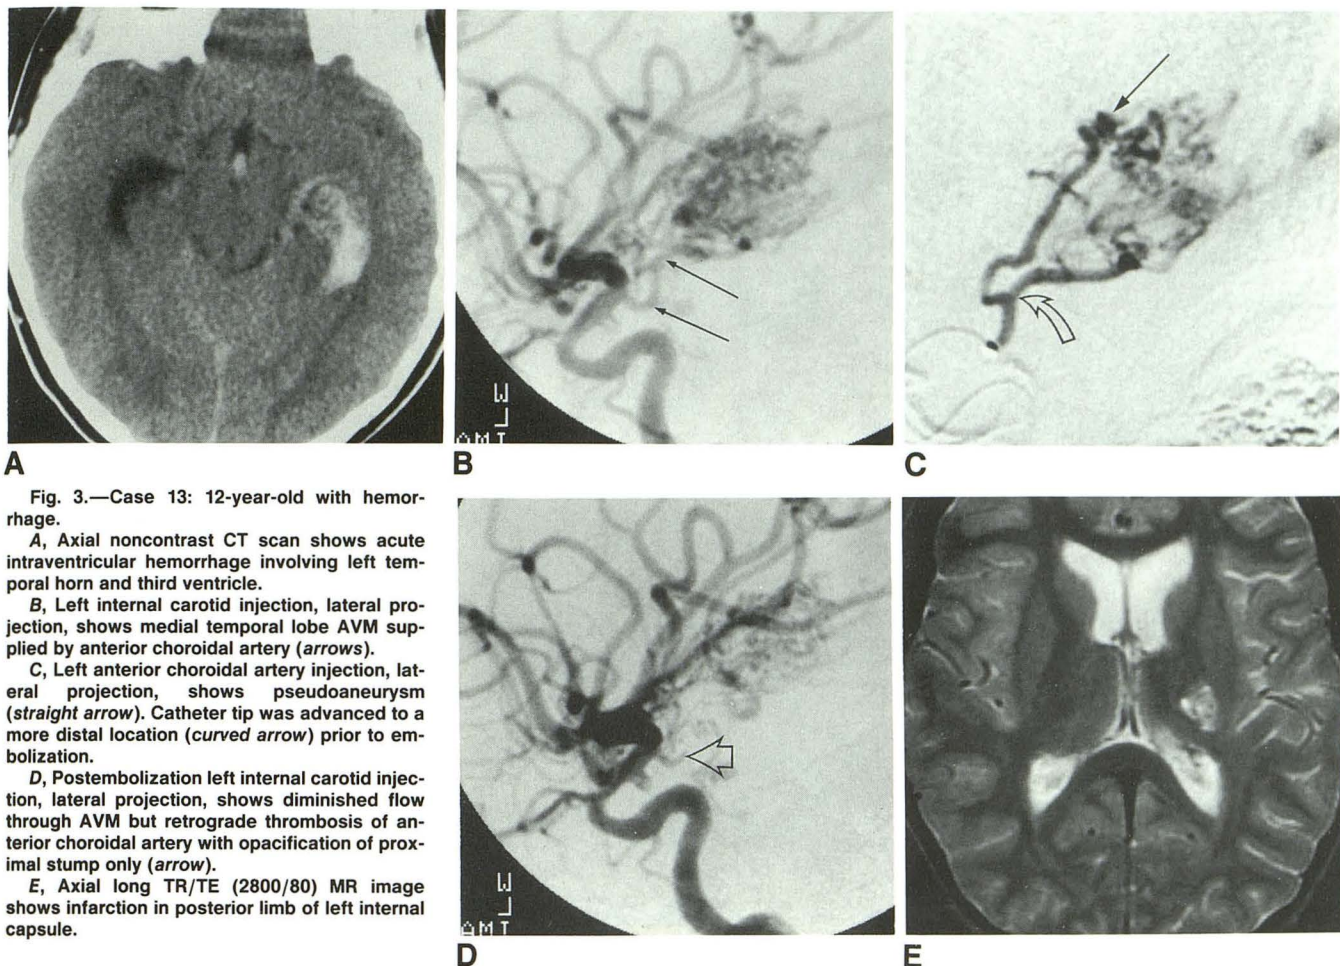 A
B
C
Fig. 3.—Case 13: 12-year-old with hemor-
rhage.
A, Axial noncontrast CT scan shows acute
intraventricular hemorrhage involving left tem-
poral horn and third ventricle.
B, Left internal carotid injection, lateral pro-
jection, shows medial temporal lobe AVM sup-
plied by anterior choroidal artery (arrows).
C, Left anterior choroidal artery injection, lat-
eral projection, shows pseudoaneurysm
(straight arrow). Catheter tip was advanced to a
more distal location (curved arrow) prior to em-
bolization.
D, Postembolization left internal carotid injec-
tion, lateral projection, shows diminished flow
through AVM but retrograde thrombosis of an-
terior choroidal artery with opacification of prox-
imal stump only (arrow).
E, Axial long TR/TE (2800/80) MR image
shows infarction in posterior limb of left internal
capsule.
D
E